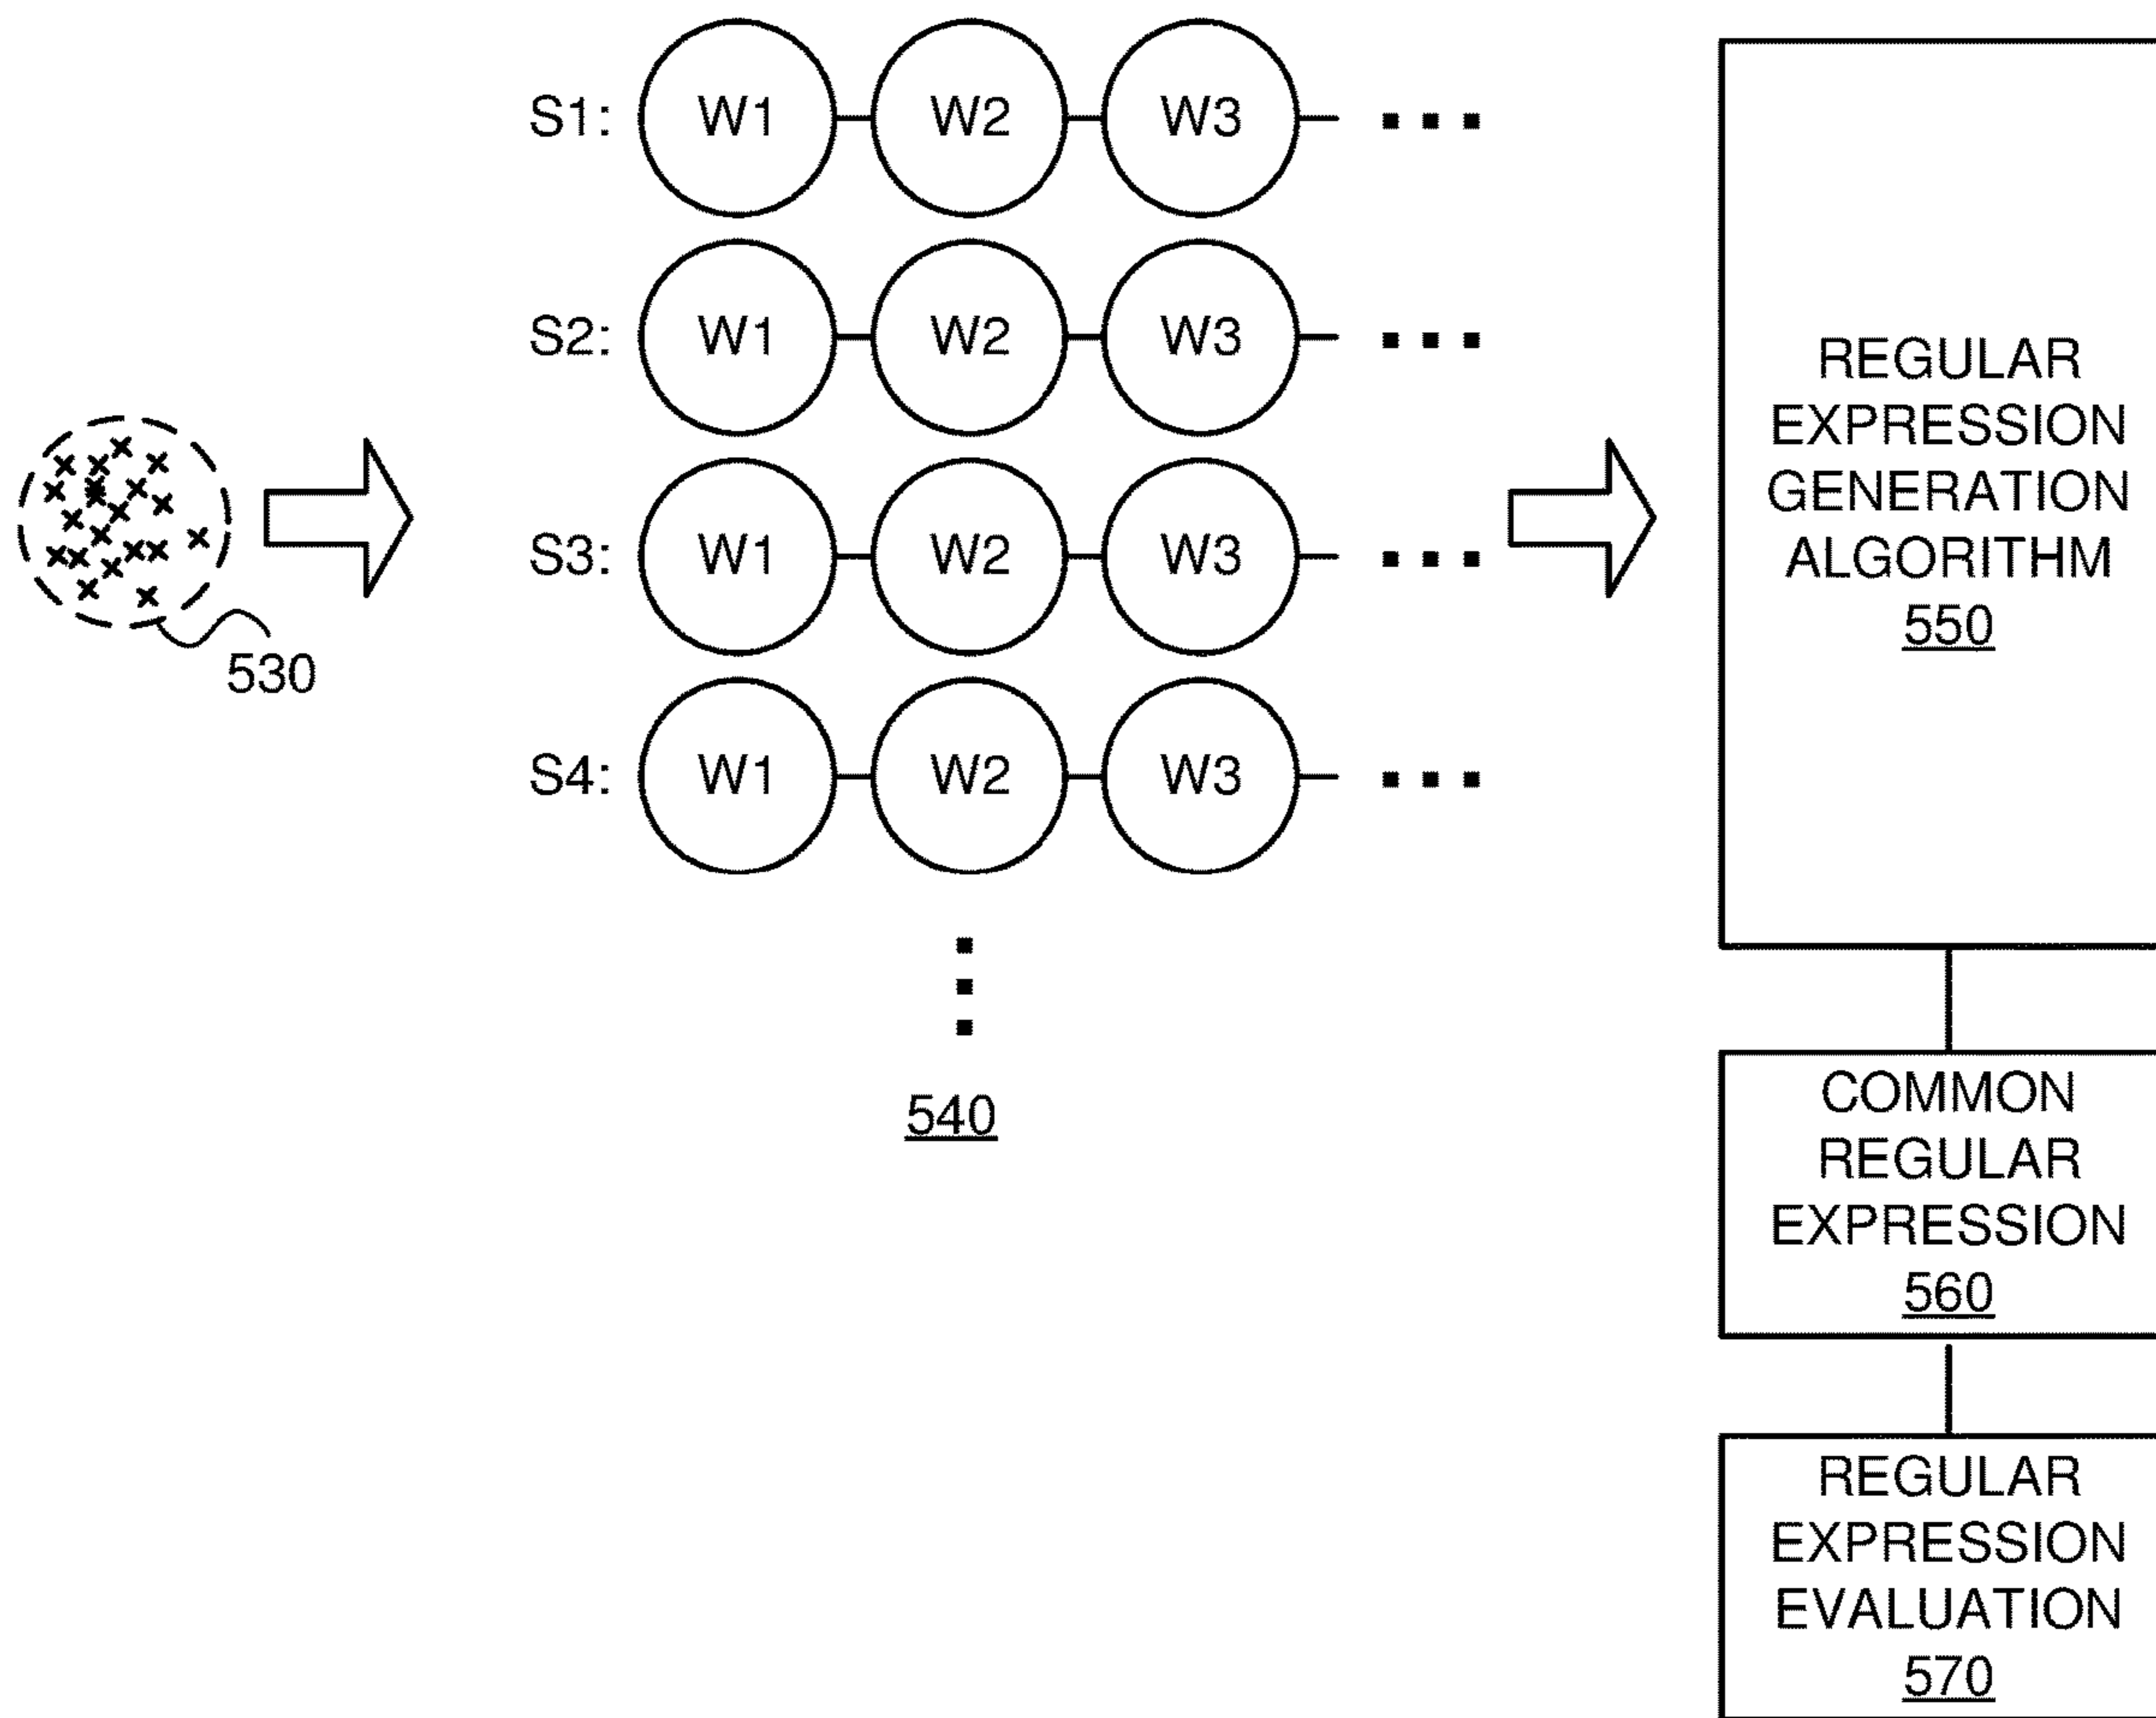 S1: W1 W2 W3
S2: W1 W2 W3
S3: W1 W2 W3
S4: W1 W2 W3
530
540
REGULAR
EXPRESSION
GENERATION
ALGORITHM
550
COMMON
REGULAR
EXPRESSION
560
REGULAR
EXPRESSION
EVALUATION
570